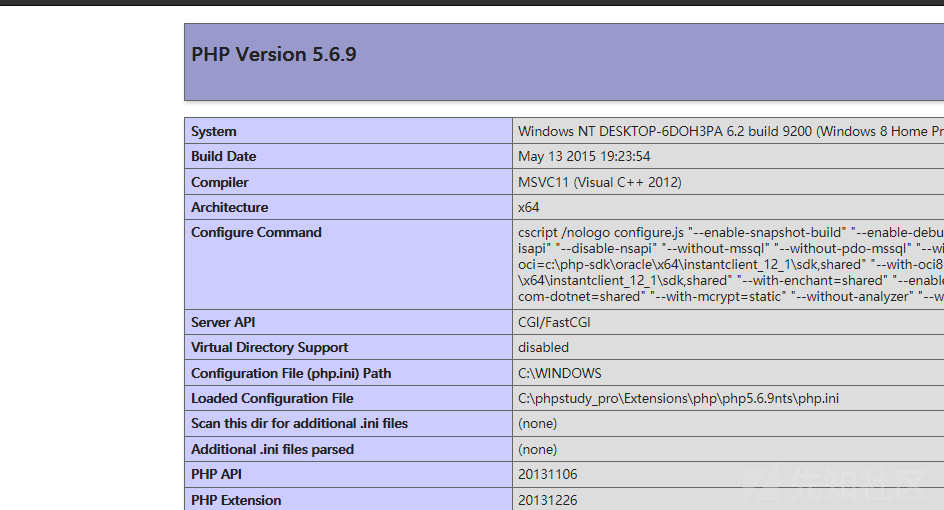 PHP Version 5.6.9
System Windows NT DESKTOP-6DOH3PA 6.2 build 9200 (Windows 8 Home Pr
Build Date May 13 2015 19:23:54
Compiler MSVC11 (Visual C++ 2012)
Architecture x64
Configure Command cscript /nologo configure.js "--enable-snapshot-build" "--enable-debu
isapi" "--disable-nsapi" "--without-mssql" "--without-pdo-mssql" "--wi
oci=c:\php-sdk\oracle\x64\instantclient_12_1\sdk,shared" "--with-oci8
\x64\instantclient_12_1\sdk,shared" "--with-enchant=shared" "--enable
com-dotnet=shared" "--with-mcrypt=static" "--without-analyzer" "--w
Server API CGI/FastCGI
Virtual Directory Support disabled
Configuration File (php.ini) Path C:\WINDOWS
Loaded Configuration File C:\phpstudy_pro\Extensions\php\php5.6.9nts\php.ini
Scan this dir for additional .ini files (none)
Additional .ini files parsed (none)
PHP API 20131106
PHP Extension 20131226
先知社区